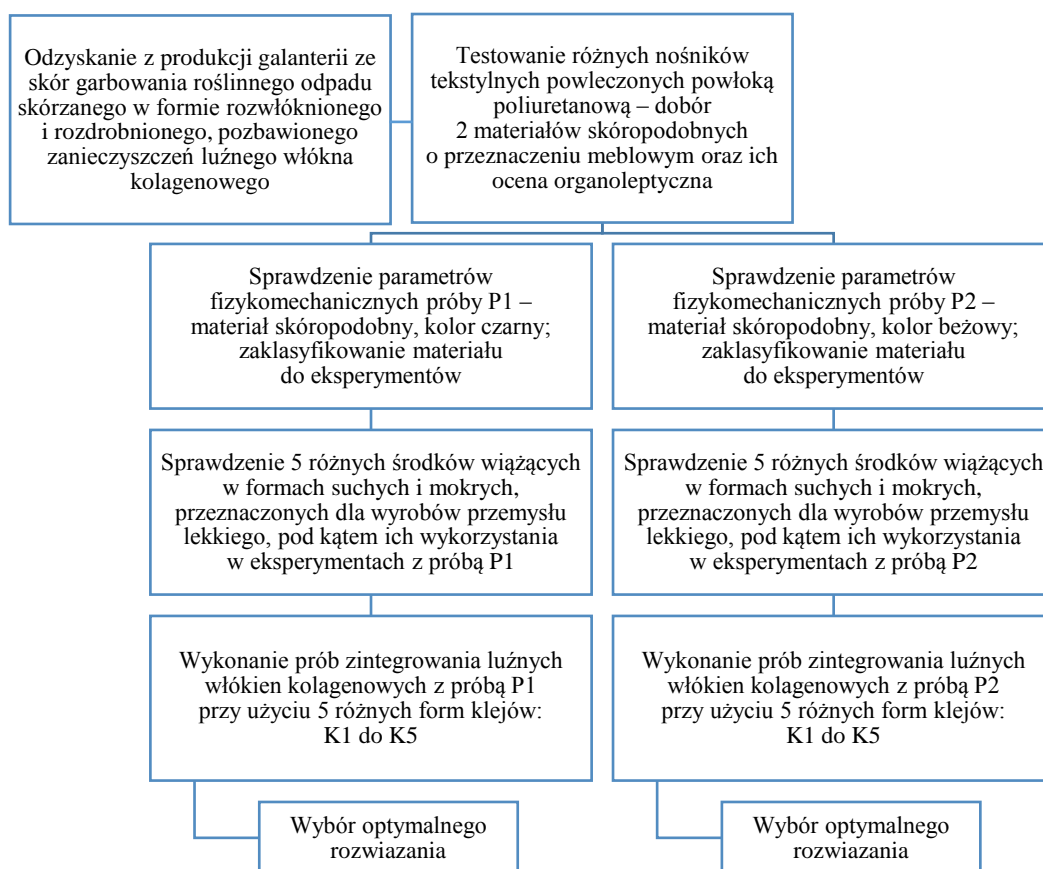 Odzyskanie z produkcji galanterii ze
skór garbowania roślinnego odpadu
skórzanego w formie rozwłóknionego
i rozdrobnionego, pozbawionego
zanieczyszczeń luźnego włókna
kolagenowego
Testowanie różnych nośników
tekstylnych powleczonych powłoką
poliuretanową – dobór
2 materiałów skóropodobnych
o przeznaczeniu meblowym oraz ich
ocena organoleptyczna
Sprawdzenie parametrów
fizykomechanicznych próby P1 –
materiał skóropodobny, kolor czarny;
zaklasyfikowanie materiału
do eksperymentów
Sprawdzenie parametrów
fizykomechanicznych próby P2 –
materiał skóropodobny, kolor beżowy;
zaklasyfikowanie materiału
do eksperymentów
Sprawdzenie 5 różnych środków wiążących
w formach suchych i mokrych,
przeznaczonych dla wyrobów przemysłu
lekkiego, pod kątem ich wykorzystania
w eksperymentach z próbą P1
Sprawdzenie 5 różnych środków wiążących
w formach suchych i mokrych,
przeznaczonych dla wyrobów przemysłu
lekkiego, pod kątem ich wykorzystania
w eksperymentach z próbą P2
Wykonanie prób zintegrowania luźnych
włókien kolagenowych z próbą P1
przy użyciu 5 różnych form klejów:
K1 do K5
Wykonanie prób zintegrowania luźnych
włókien kolagenowych z próbą P2
przy użyciu 5 różnych form klejów:
K1 do K5
Wybór optymalnego
rozwiazania
Wybór optymalnego
rozwiazania